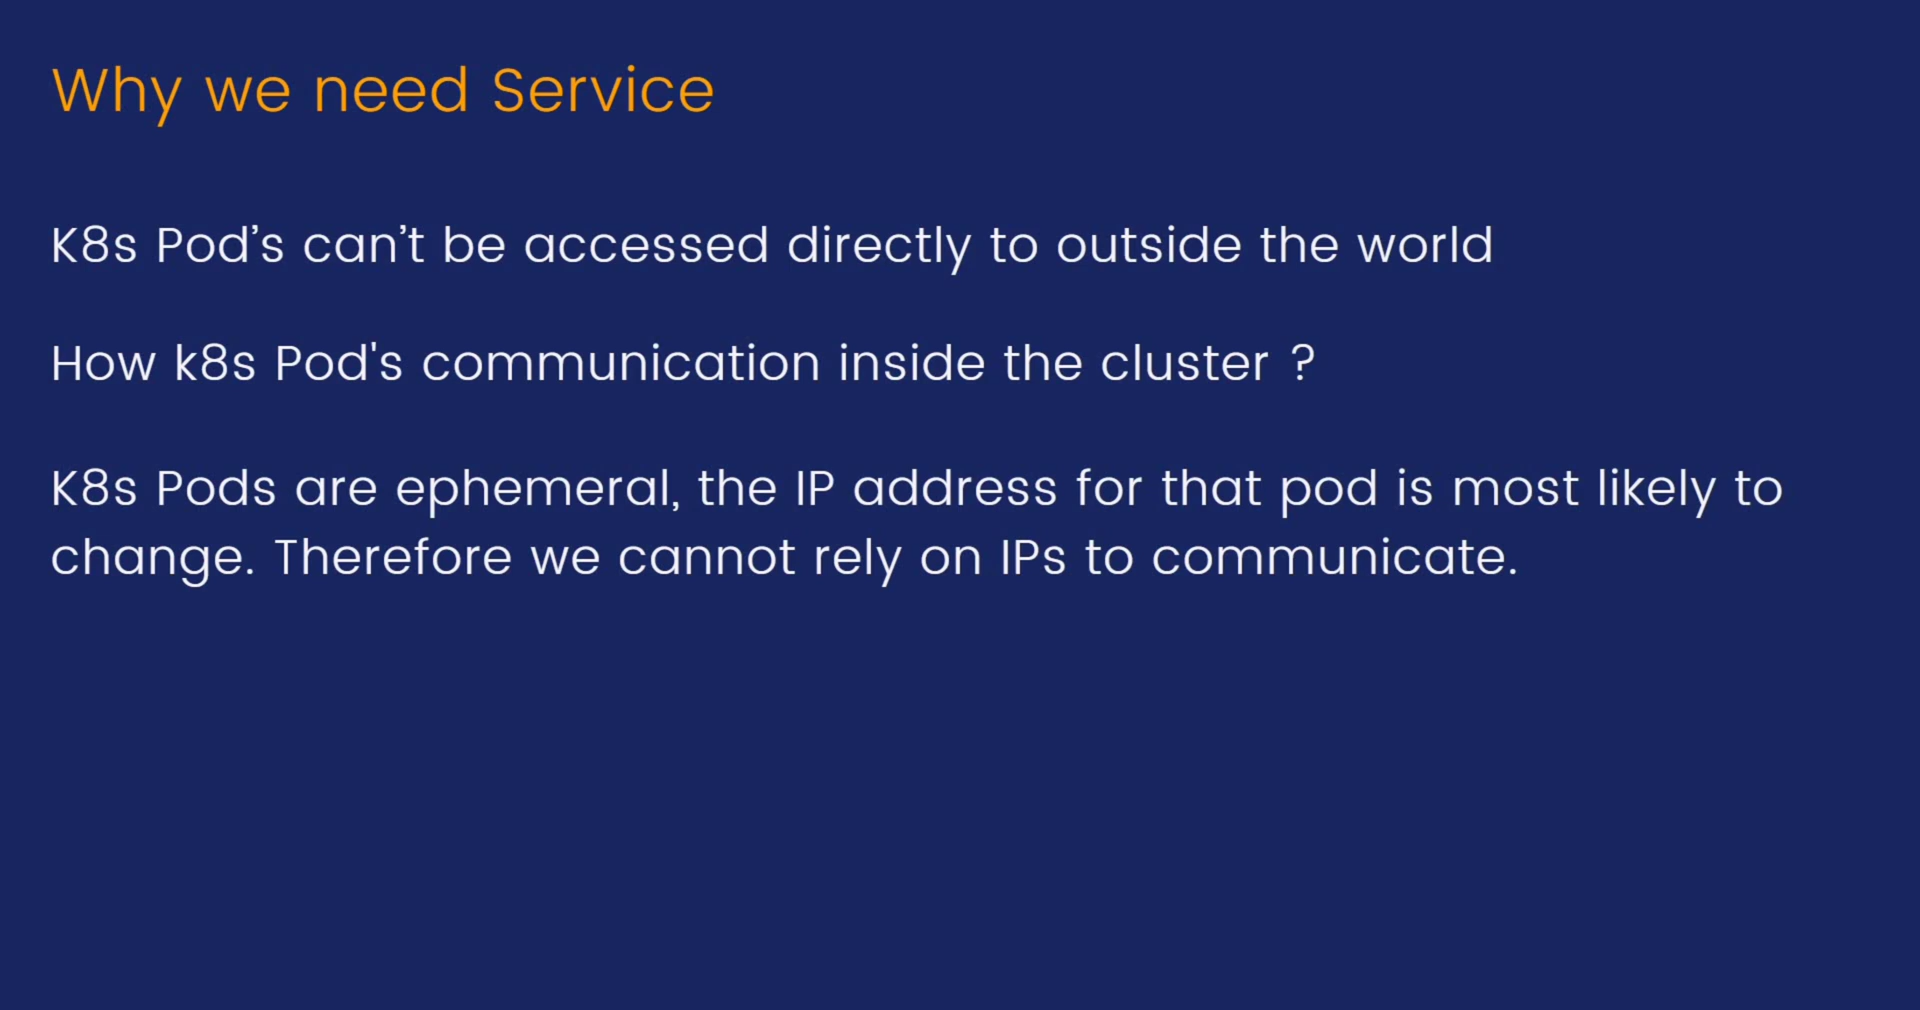 Why we need Service
K8s Pod’s can’t be accessed directly to outside the world
How k8s Pod's communication inside the cluster ?
K8s Pods are ephemeral, the IP address for that pod is most likely to
change. Therefore we cannot rely on IPs to communicate.